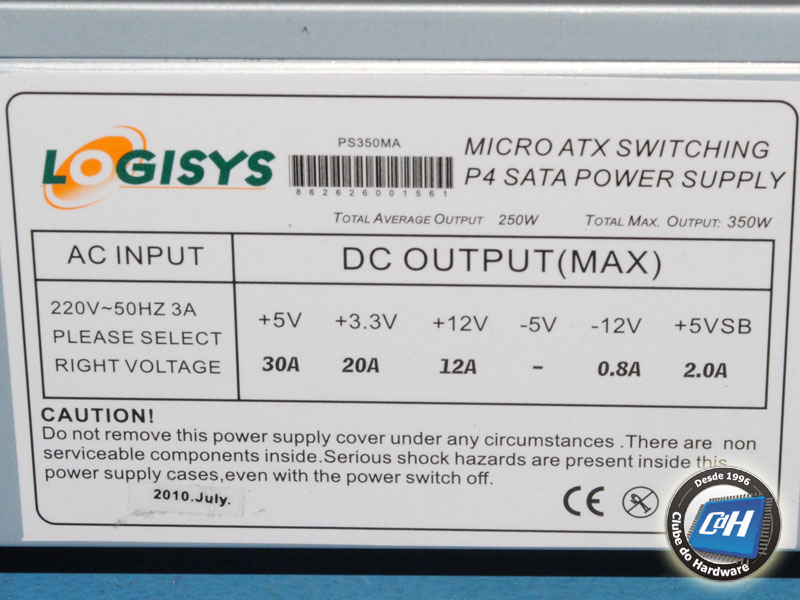 LOGISYS
PS350MA
862626001561
MICRO ATX SWITCHING
P4 SATA POWER SUPPLY
TOTAL AVERAGE OUTPUT 250W TOTAL MAX. OUTPUT: 350W
AC INPUT
DC OUTPUT(MAX)
220V~50HZ 3A
PLEASE SELECT
RIGHT VOLTAGE
+5V +3.3V +12V -5V -12V +5VSB
30A 20A 12A - 0.8A 2.0A
CAUTION!
Do not remove this power supply cover under any circumstances .There are non
serviceable components inside.Serious shock hazards are present inside this
power supply cases,even with the power switch off.
2010.July.
CE
Desde 1996
CdH
Clube do Hardware